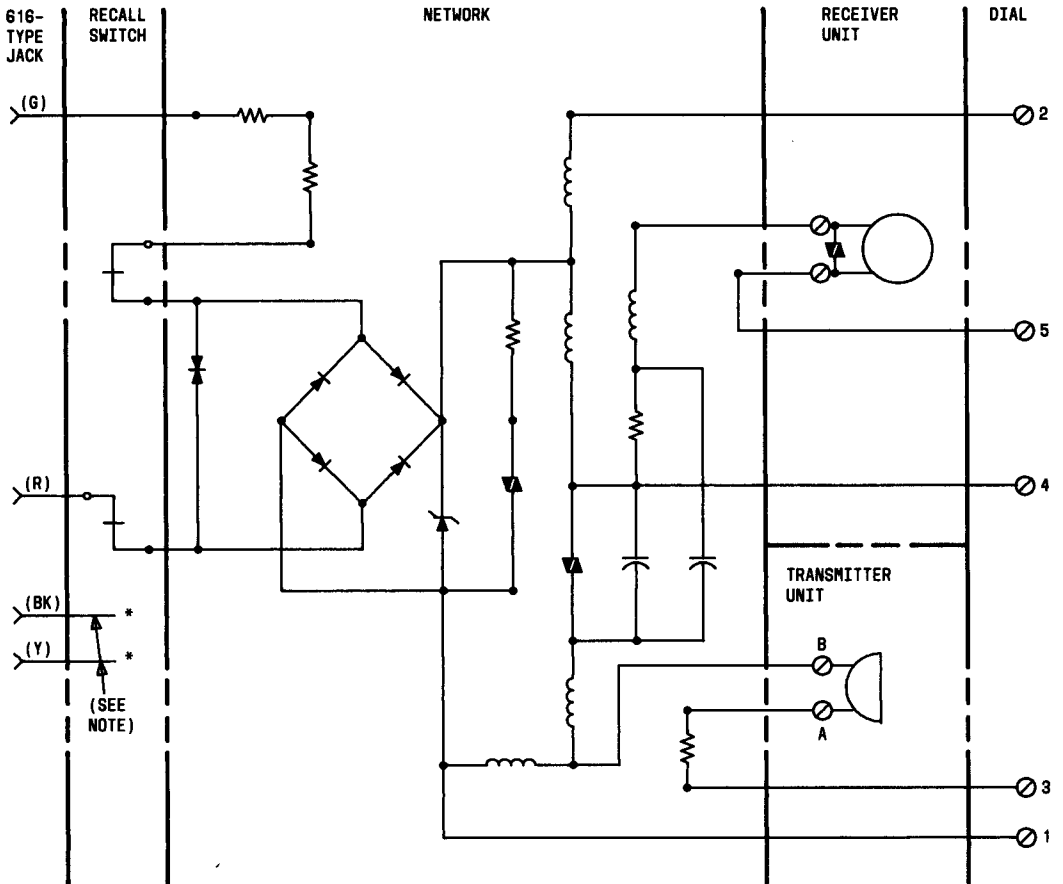 616-
TYPE
JACK
RECALL
SWITCH
NETWORK
RECEIVER
UNIT
DIAL
(G)
2
5
(R)
4
(BK) *
(Y) *
(SEE
NOTE)
TRANSMITTER
UNIT
B
A
3
1